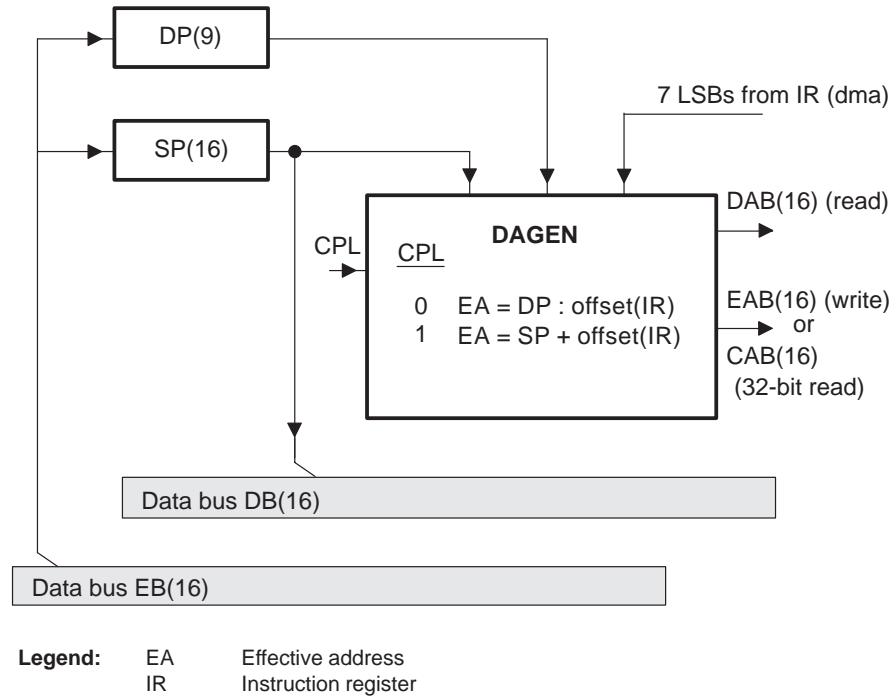 DP(9)
7 LSBs from IR (dma)
SP(16)
DAB(16) (read)
DAGEN
CPL
CPL
0 EA = DP : offset(IR)
1 EA = SP + offset(IR)
EAB(16) (write)
or
CAB(16)
(32-bit read)
Data bus DB(16)
Data bus EB(16)
Legend: EA Effective address
IR Instruction register